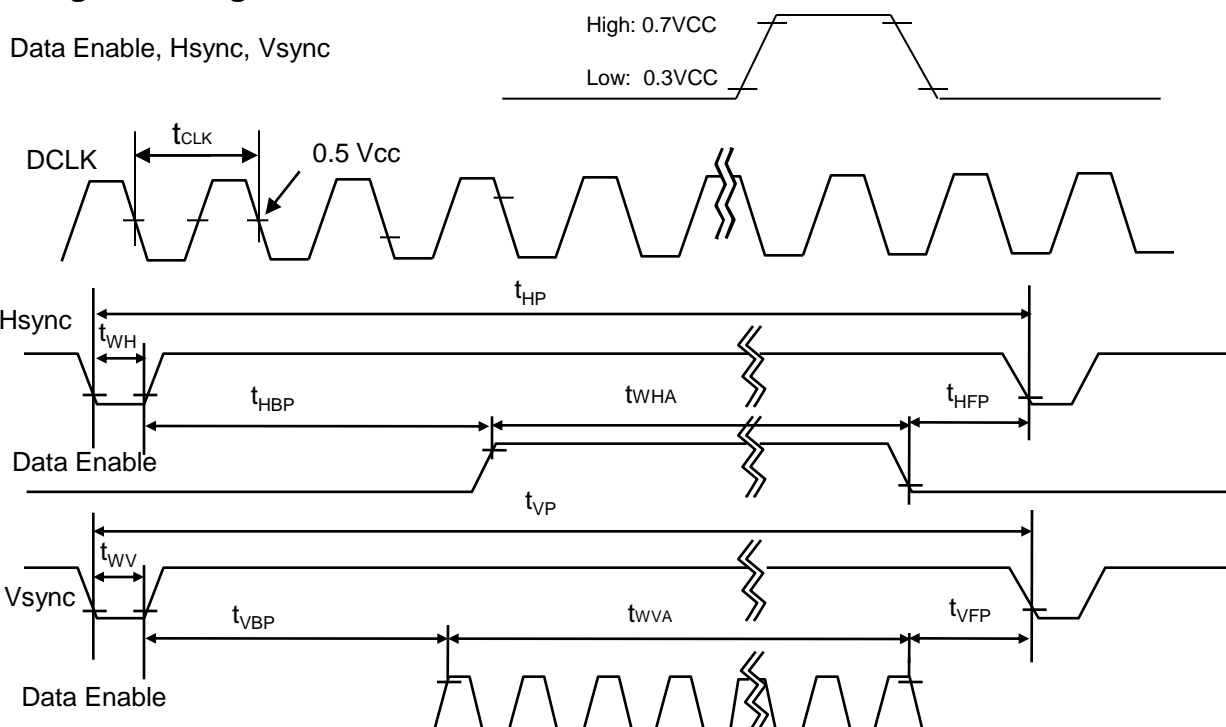 High: 0.7VCC
Data Enable, Hsync, Vsync
Low: 0.3VCC
tCLK
DCLK
0.5 Vcc
tHP
Hsync
tWH
tHBP
tWHA
tHFP
Data Enable
tVP
tWV
Vsync
tVBP
tWVA
tVFP
Data Enable